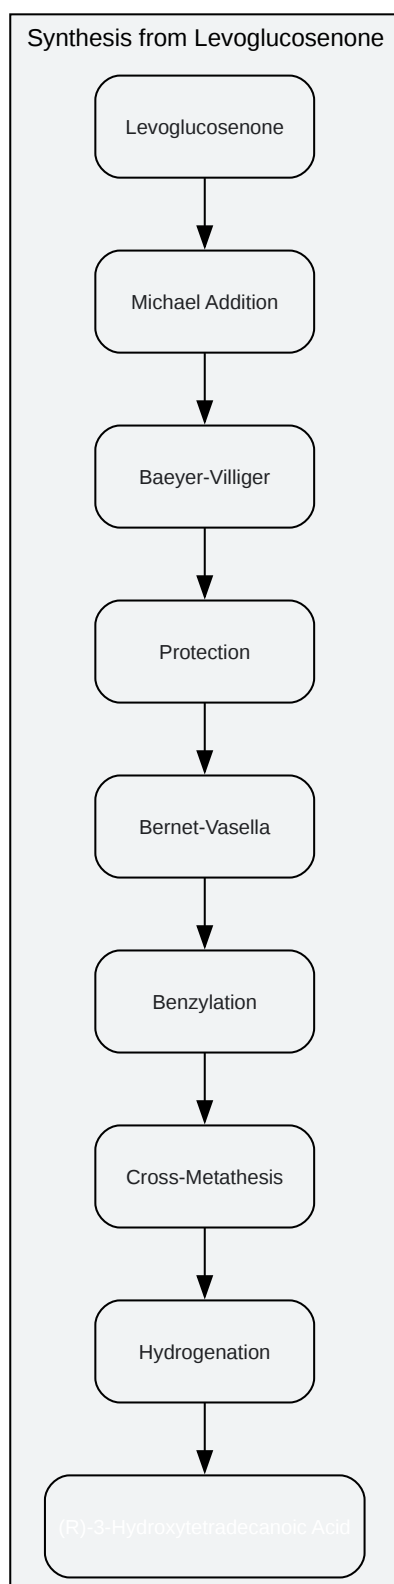 Synthesis from Levoglucosenone
Levoglucosenone
Michael Addition
Baeyer-Villiger
Protection
Bernet-Vasella
Benzylation
Cross-Metathesis
Hydrogenation
(R)-3-Hydroxytetradecanoic Acid